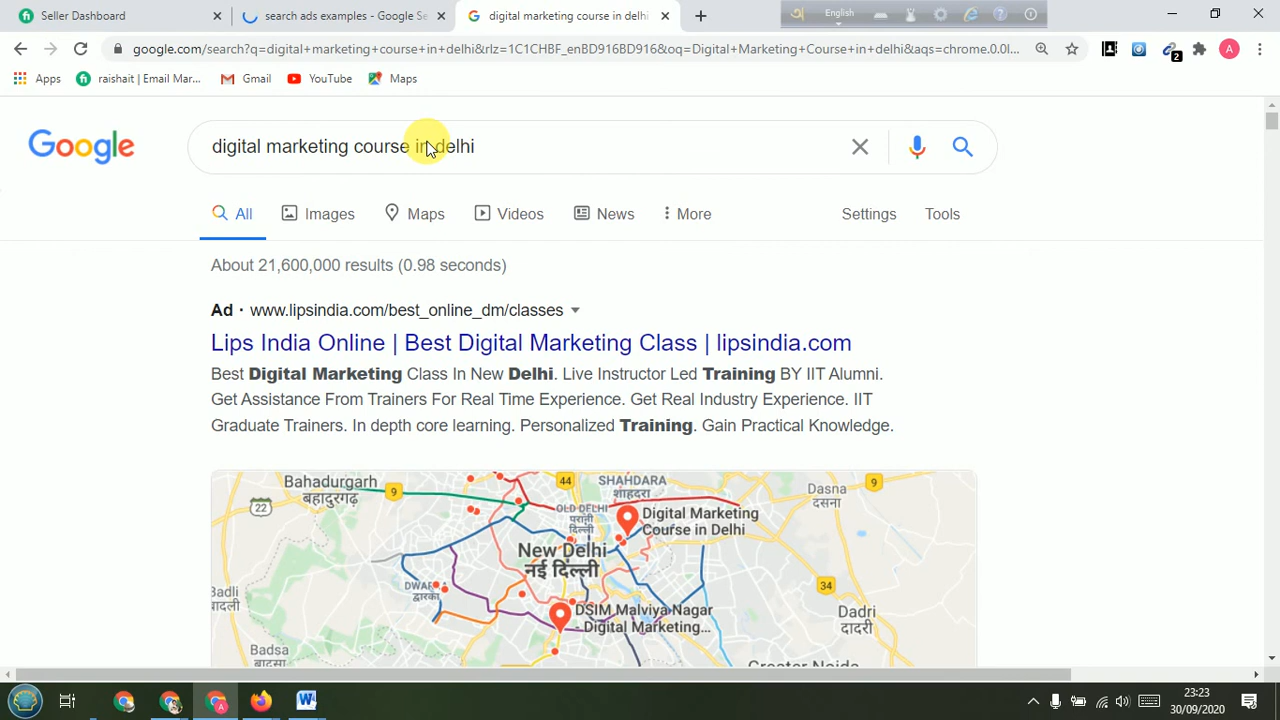 Seller Dashboard
search ads examples - Google Se
digital marketing course in delhi
English
google.com/search?q=digital+marketing+course+in+delhi&rlz=1C1CHBF_enBD916BD916&oq=Digital+Marketing+Course+in+delhi&aqs=chrome.0.0l...
2
A
Apps
raishait | Email Mar...
Gmail
YouTube
Maps
Google
digital marketing course in delhi
All
Images
Maps
Videos
News
More
Settings
Tools
About 21,600,000 results (0.98 seconds)
Ad · www.lipsindia.com/best_online_dm/classes
Lips India Online | Best Digital Marketing Class | lipsindia.com
Best Digital Marketing Class In New Delhi. Live Instructor Led Training BY IIT Alumni.
Get Assistance From Trainers For Real Time Experience. Get Real Industry Experience. IIT
Graduate Trainers. In depth core learning. Personalized Training. Gain Practical Knowledge.
Bahadurgarh
बहादुरगढ़
9
22
44
SHAHDARA
शाहदरा
OLD DELHI
पुरानी
दिल्ली
Digital Marketing
Course in Delhi
New Delhi
नई दिल्ली
DWARKA
द्वारका
DSIM Malviya Nagar
- Digital Marketing...
9
Dasna
दसना
34
Dadri
दादरी
Badli
बादली
Badsa
बाढसा
Greater Noida
23:23
30/09/2020